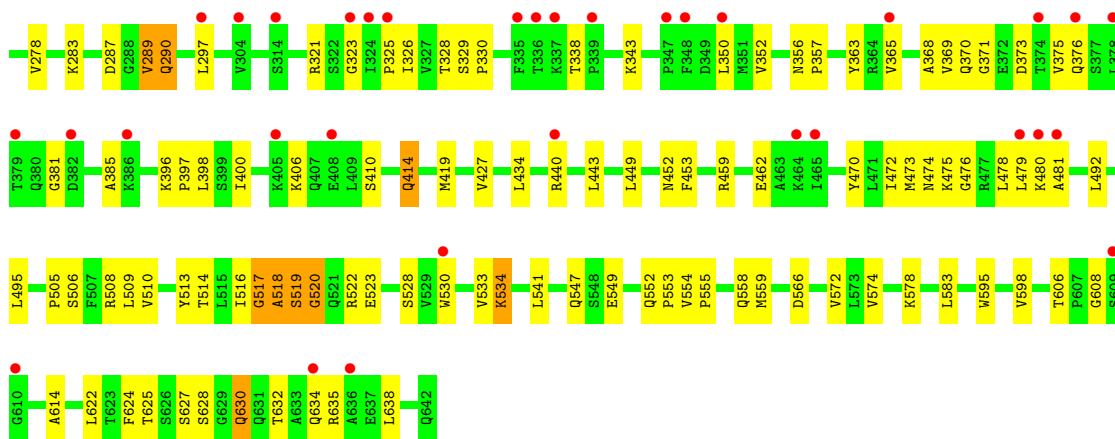 V278 K283 D287 G288 V289 Q290 L297 V304 S314 R321 S322 G323 I324 P325 I326 V327 T328 S329 P330 F335 T336 K337 T338 P339 K343 P347 F348 D349 L350 M351 V352 N356 P357 Y363 R364 V365 A368 V369 Q370 G371 E372 D373 T374 V375 Q376 S377 L378
T379 Q380 G381 D382 A385 K386 K396 P397 L398 S399 I400 K405 K406 Q407 E408 L409 S410 Q414 M419 V427 L434 R440 L443 L449 N452 F453 R459 E462 A463 K464 I465 Y470 L471 I472 M473 N474 K475 G476 R477 L478 L479 K480 A481 L492
L495 P505 S506 F507 R508 L509 V510 Y513 T514 L515 I516 G517 A518 S519 G520 Q521 R522 E523 S528 V529 W530 V533 K534 L541 Q547 S548 E549 Q552 P553 V554 P555 Q558 M559 D566 V572 L573 V574 K578 L583 W595 V598 T606 P607 G608 S609
G610 A614 L622 T623 F624 T625 S626 S627 S628 G629 Q630 Q631 T632 A633 Q634 R635 A636 E637 L638 Q642